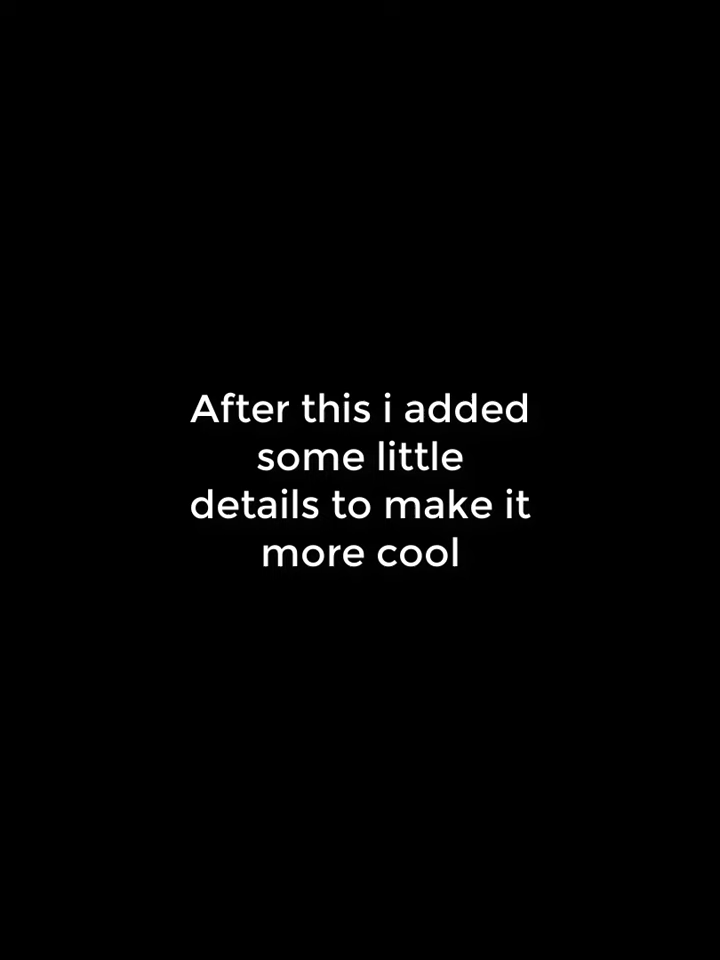 After this i added
some little
details to make it
more cool